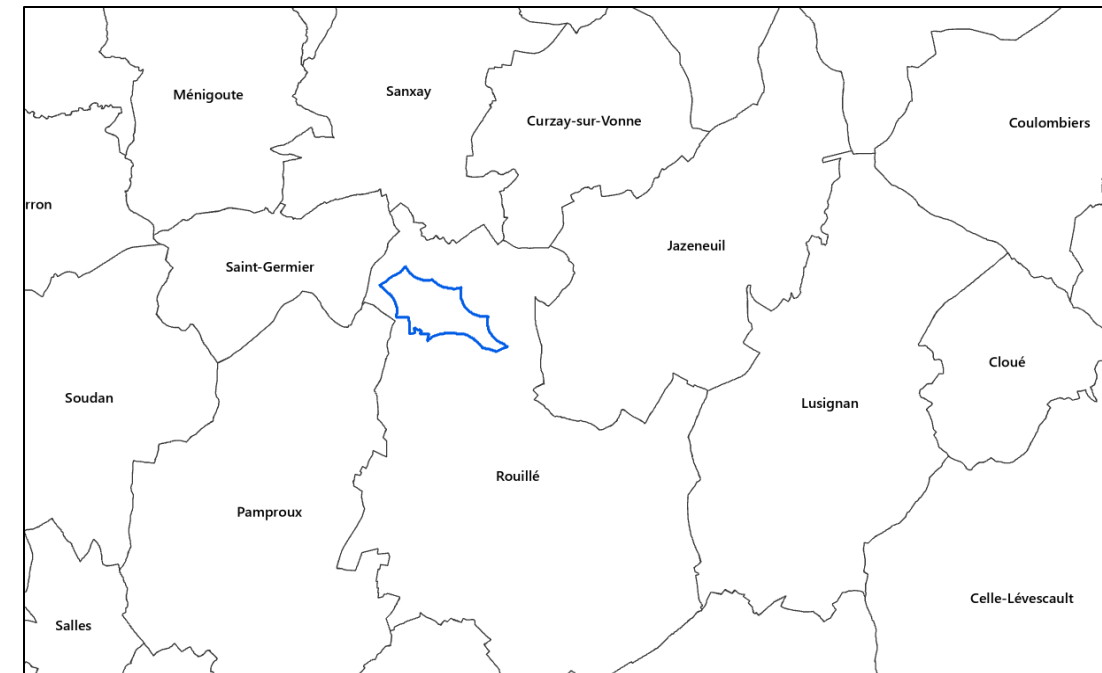 Ménigoute
Sanxay
Curzay-sur-Vonne
Coulombiers
rron
Jazeneuil
Saint-Germier
Cloué
Soudan
Lusignan
Rouillé
Pamproux
Celle-Lévescault
Salles